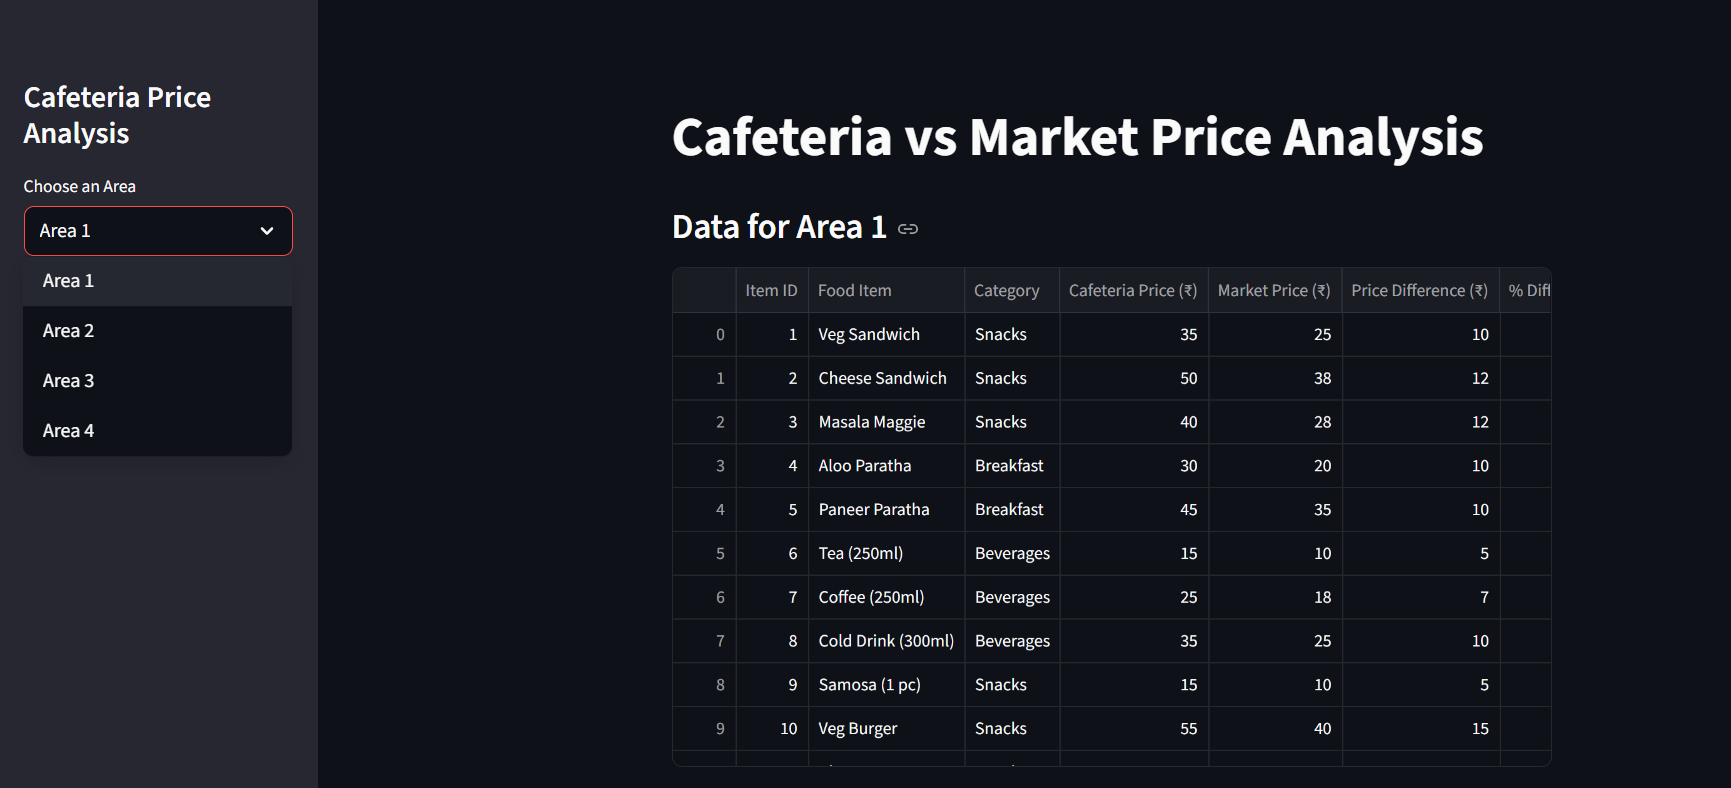 Cafeteria Price
Analysis
Choose an Area
Area 1
Area 1
Area 2
Area 3
Area 4
Cafeteria vs Market Price Analysis
Data for Area 1
Item ID Food Item Category Cafeteria Price (₹) Market Price (₹) Price Difference (₹) % Diff
0 1 Veg Sandwich Snacks 35 25 10
1 2 Cheese Sandwich Snacks 50 38 12
2 3 Masala Maggie Snacks 40 28 12
3 4 Aloo Paratha Breakfast 30 20 10
4 5 Paneer Paratha Breakfast 45 35 10
5 6 Tea (250ml) Beverages 15 10 5
6 7 Coffee (250ml) Beverages 25 18 7
7 8 Cold Drink (300ml) Beverages 35 25 10
8 9 Samosa (1 pc) Snacks 15 10 5
9 10 Veg Burger Snacks 55 40 15